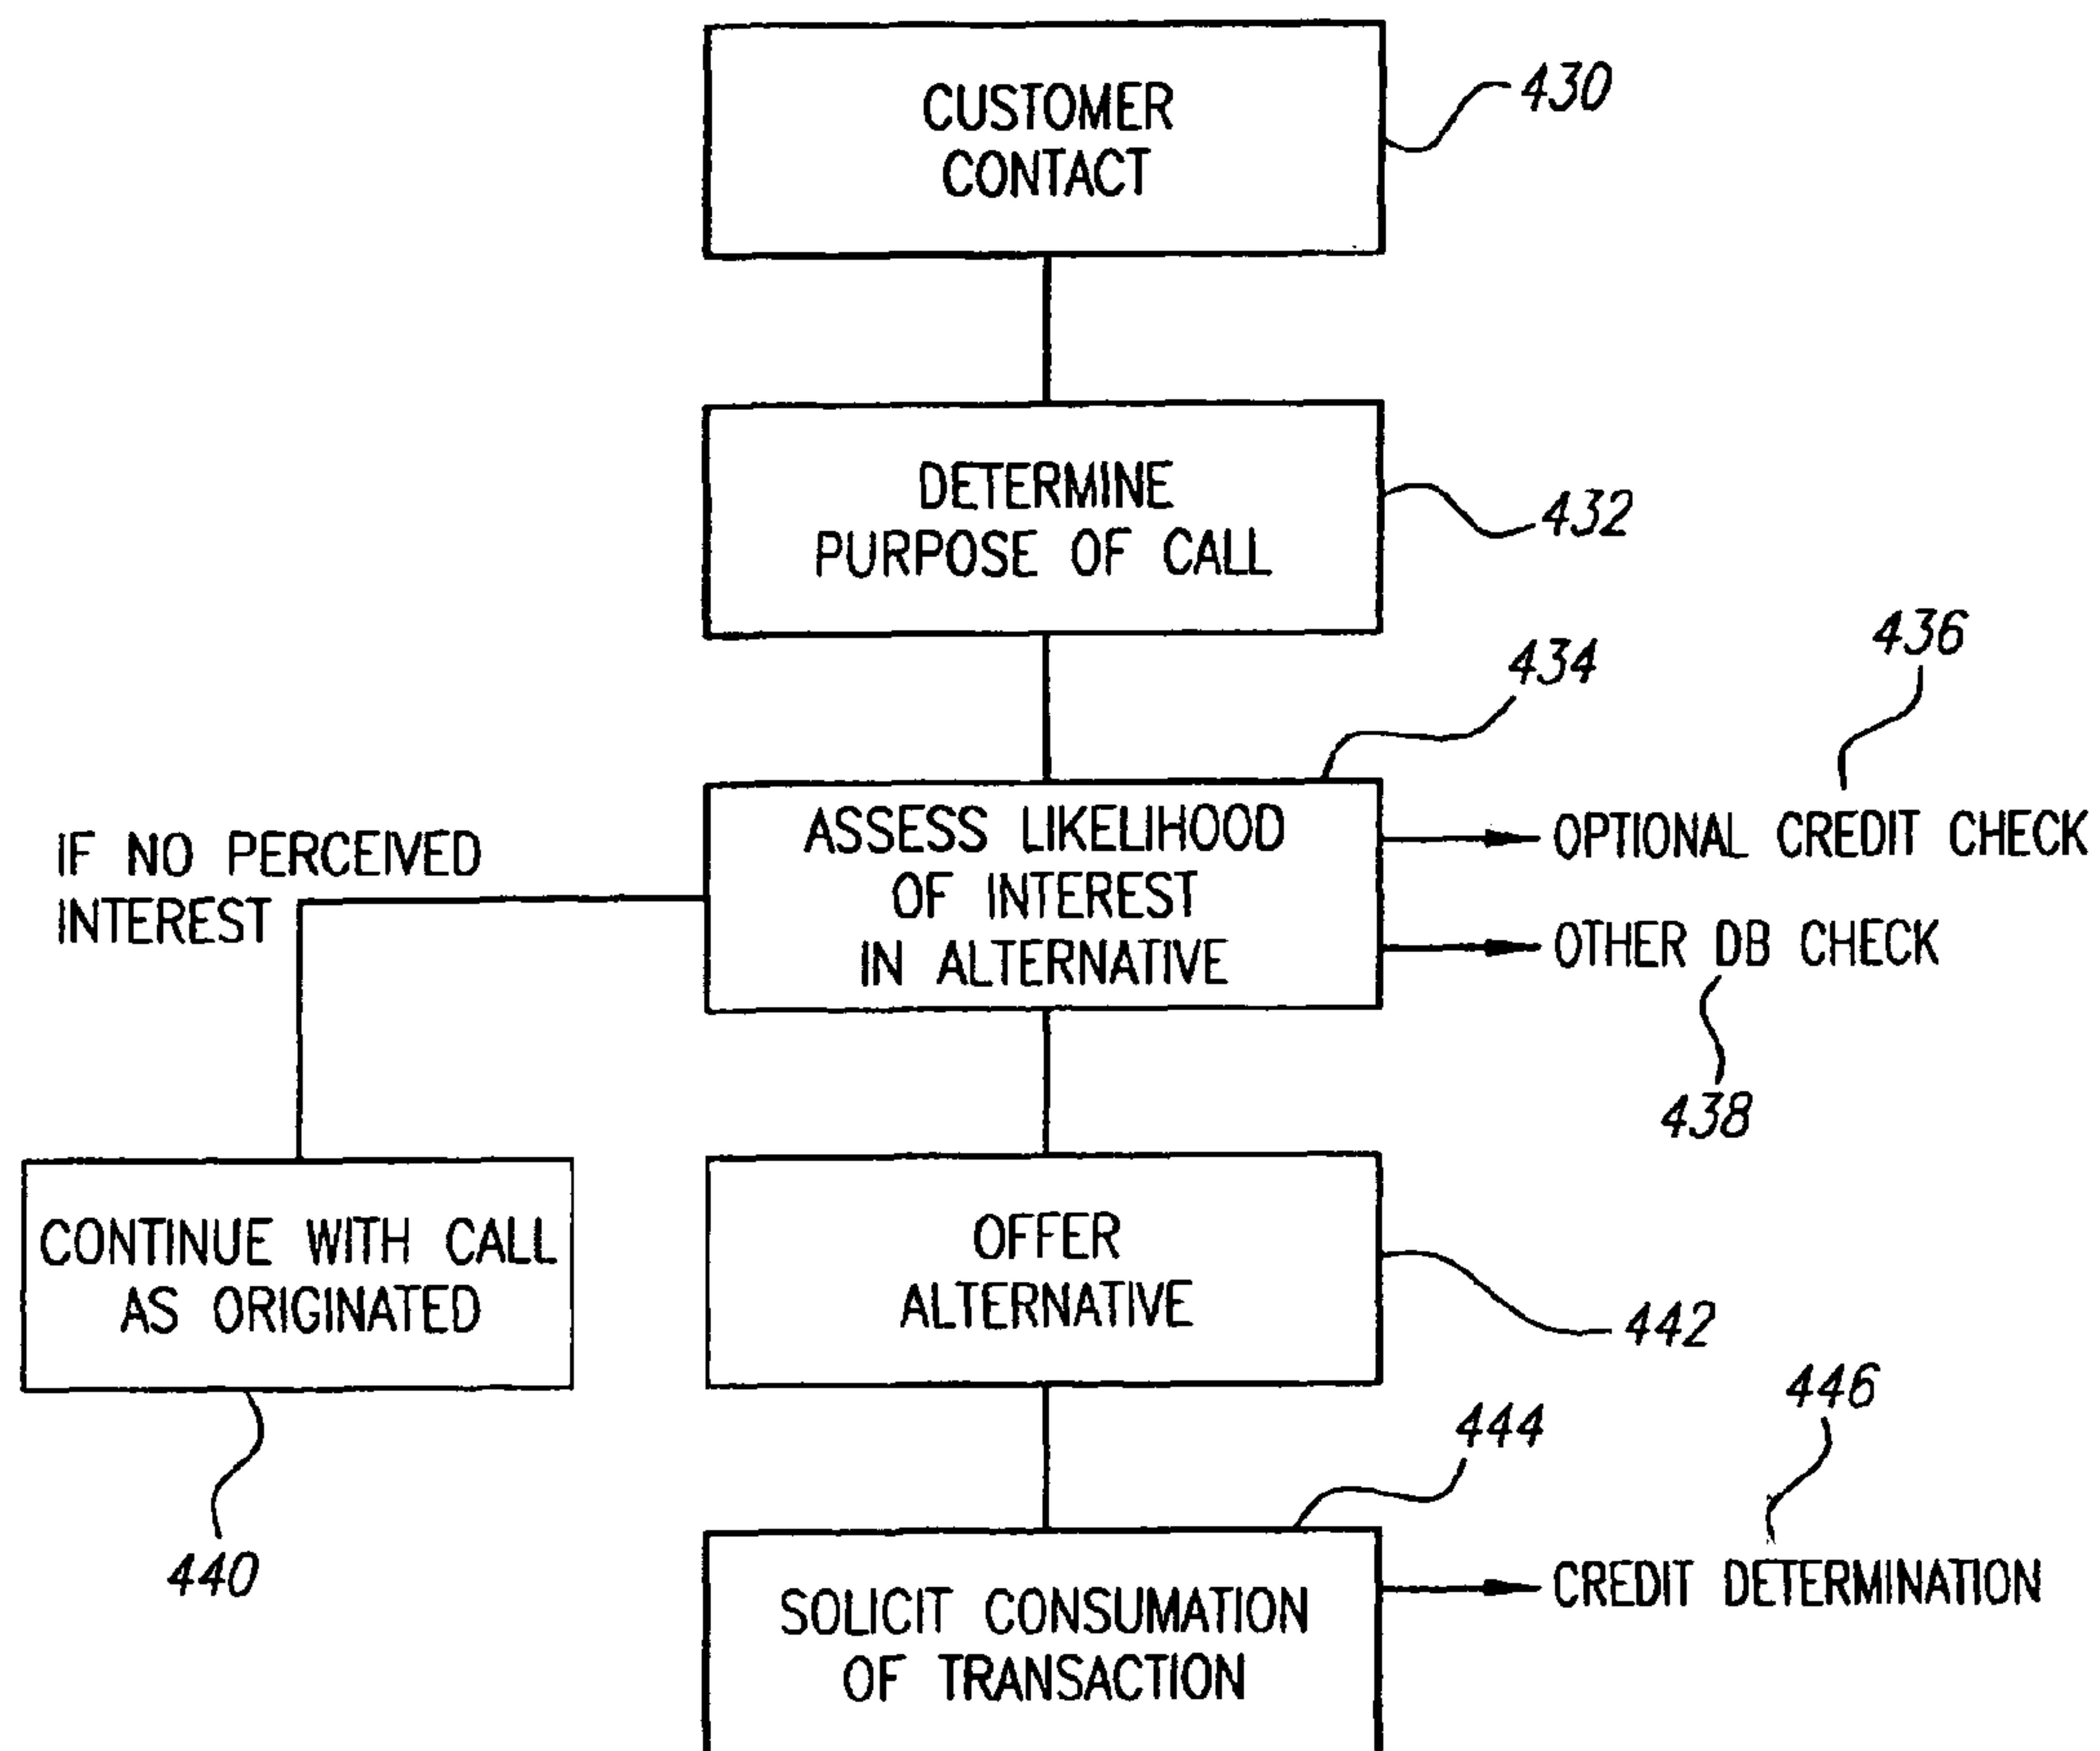 CUSTOMER
CONTACT
430
DETERMINE
PURPOSE OF CALL
432
434
436
IF NO PERCEIVED
INTEREST
ASSESS LIKELIHOOD
OF INTEREST
IN ALTERNATIVE
OPTIONAL CREDIT CHECK
OTHER DB CHECK
438
CONTINUE WITH CALL
AS ORIGINATED
440
OFFER
ALTERNATIVE
442
444
446
SOLICIT CONSUMATION
OF TRANSACTION
CREDIT DETERMINATION